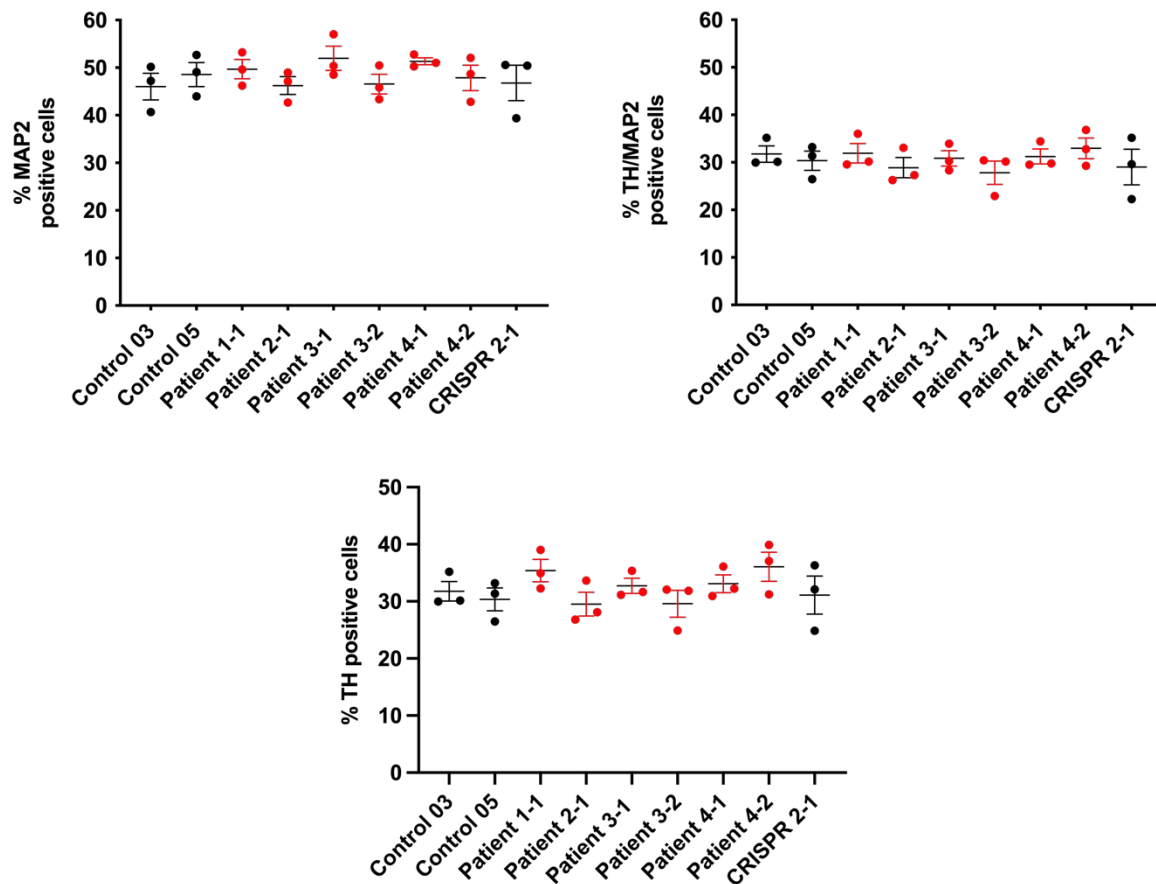 % MAP2
positive cells
60
50
40
30
20
10
0
Control 03
Control 05
Patient 1-1
Patient 2-1
Patient 3-1
Patient 3-2
Patient 4-1
Patient 4-2
CRISPR 2-1
% TH/MAP2
positive cells
60
50
40
30
20
10
0
Control 03
Control 05
Patient 1-1
Patient 2-1
Patient 3-1
Patient 3-2
Patient 4-1
Patient 4-2
CRISPR 2-1
% TH positive cells
50
40
30
20
10
0
Control 03
Control 05
Patient 1-1
Patient 2-1
Patient 3-1
Patient 3-2
Patient 4-1
Patient 4-2
CRISPR 2-1